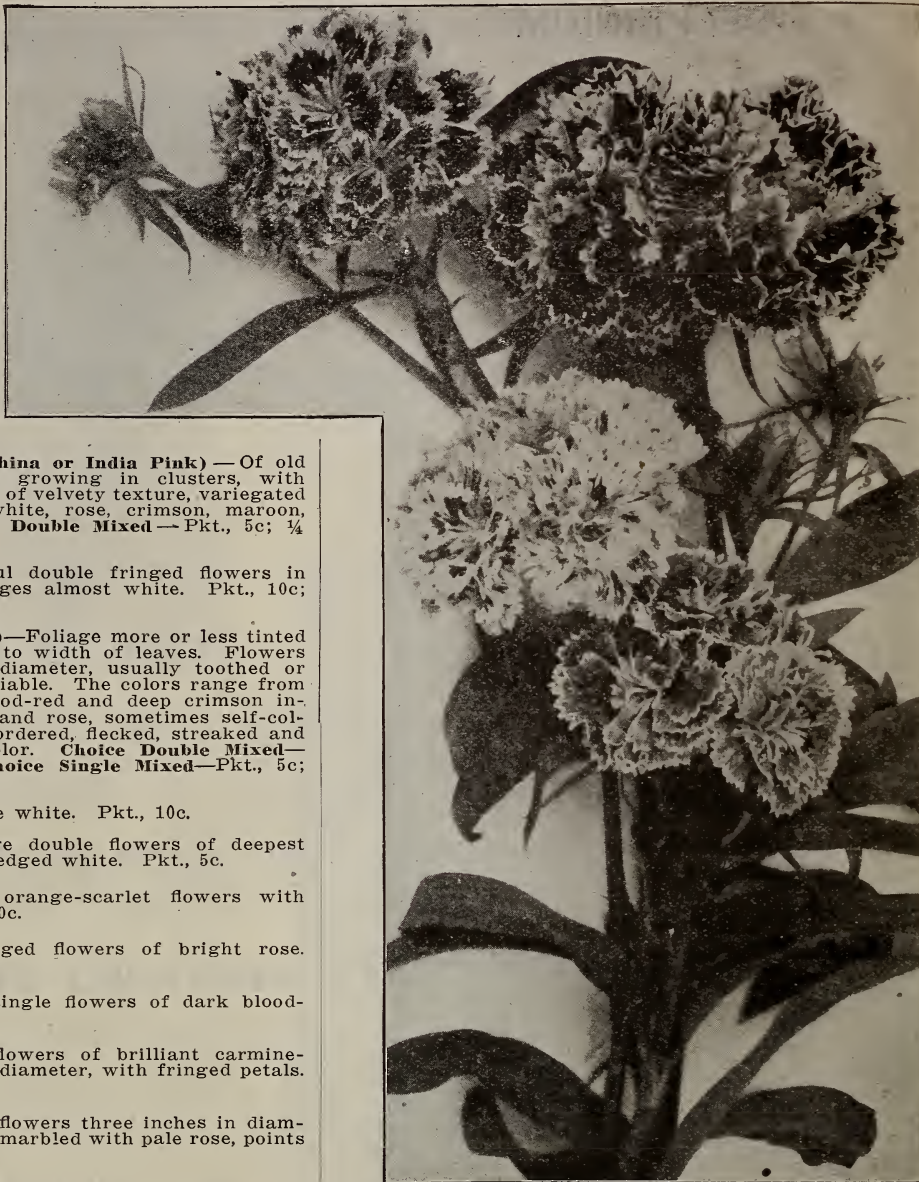 hina or India Pink) — Of old
growing in clusters, with
of velvety texture, variegated
hite, rose, crimson, maroon,
Double Mixed — Pkt., 5c; ¼
ul double fringed flowers in
ges almost white. Pkt., 10c;
—Foliage more or less tinted
to width of leaves. Flowers
diameter, usually toothed or
iable. The colors range from
od-red and deep crimson in-
and rose, sometimes self-col-
ordered, flecked, streaked and
lor. Choice Double Mixed—
hoice Single Mixed—Pkt., 5c;
e white. Pkt., 10c.
re double flowers of deepest
edged white. Pkt., 5c.
orange-scarlet flowers with
0c.
ged flowers of bright rose.
ingle flowers of dark blood-
lowers of brilliant carmine-
diameter, with fringed petals.
flowers three inches in diam-
marbled with pale rose, points